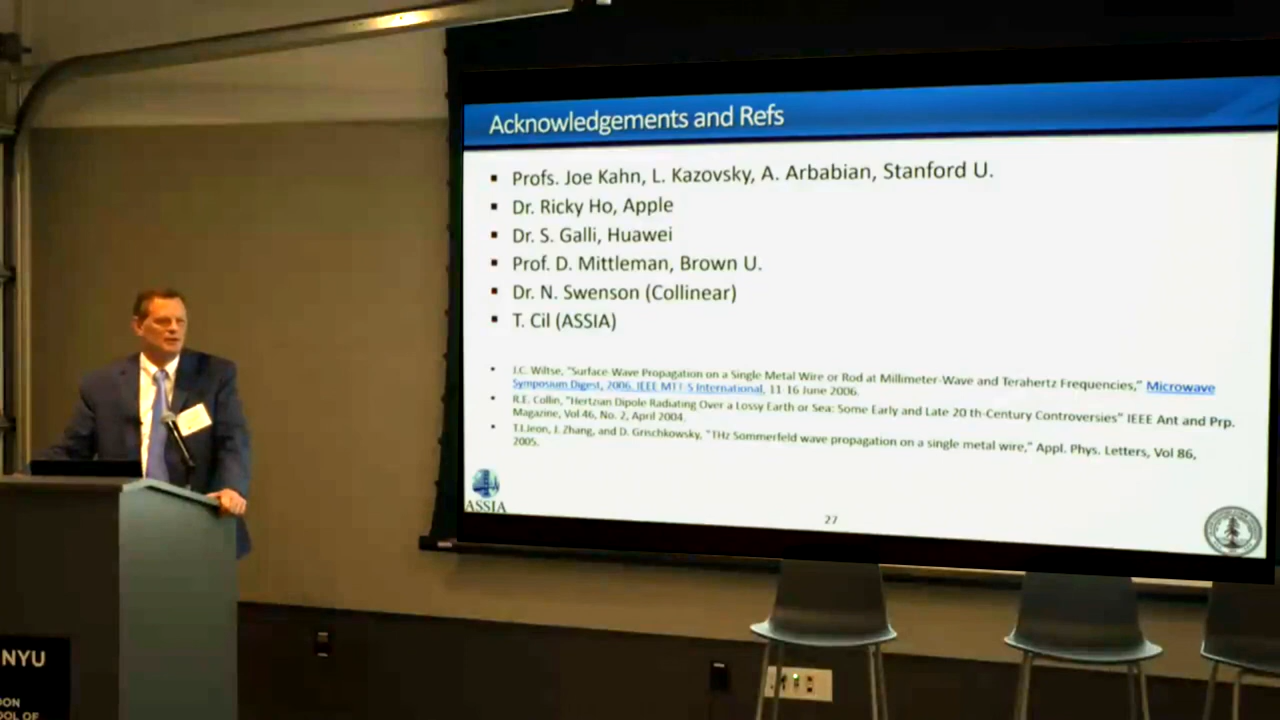 Acknowledgements and Refs
▪ Profs. Joe Kahn, L. Kazovsky, A. Arbabian, Stanford U.
▪ Dr. Ricky Ho, Apple
▪ Dr. S. Galli, Huawei
▪ Prof. D. Mittleman, Brown U.
▪ Dr. N. Swenson (Collinear)
▪ T. Cil (ASSIA)
• J.C. Wiltse, "Surface-Wave Propagation on a Single Metal Wire or Rod at Millimeter-Wave and Terahertz Frequencies," Microwave
Symposium Digest, 2006. IEEE MTT-S International, 11-16 June 2006.
• R.E. Collin, "Hertzian Dipole Radiating Over a Lossy Earth or Sea: Some Early and Late 20 th-Century Controversies" IEEE Ant and Prp.
Magazine, Vol 46, No. 2, April 2004.
• T.I.Jeon, J. Zhang, and D. Grischkowsky, "THz Sommerfeld wave propagation on a single metal wire," Appl. Phys. Letters, Vol 86,
2005.
ASSIA
27
NYU
DON
OOL OF